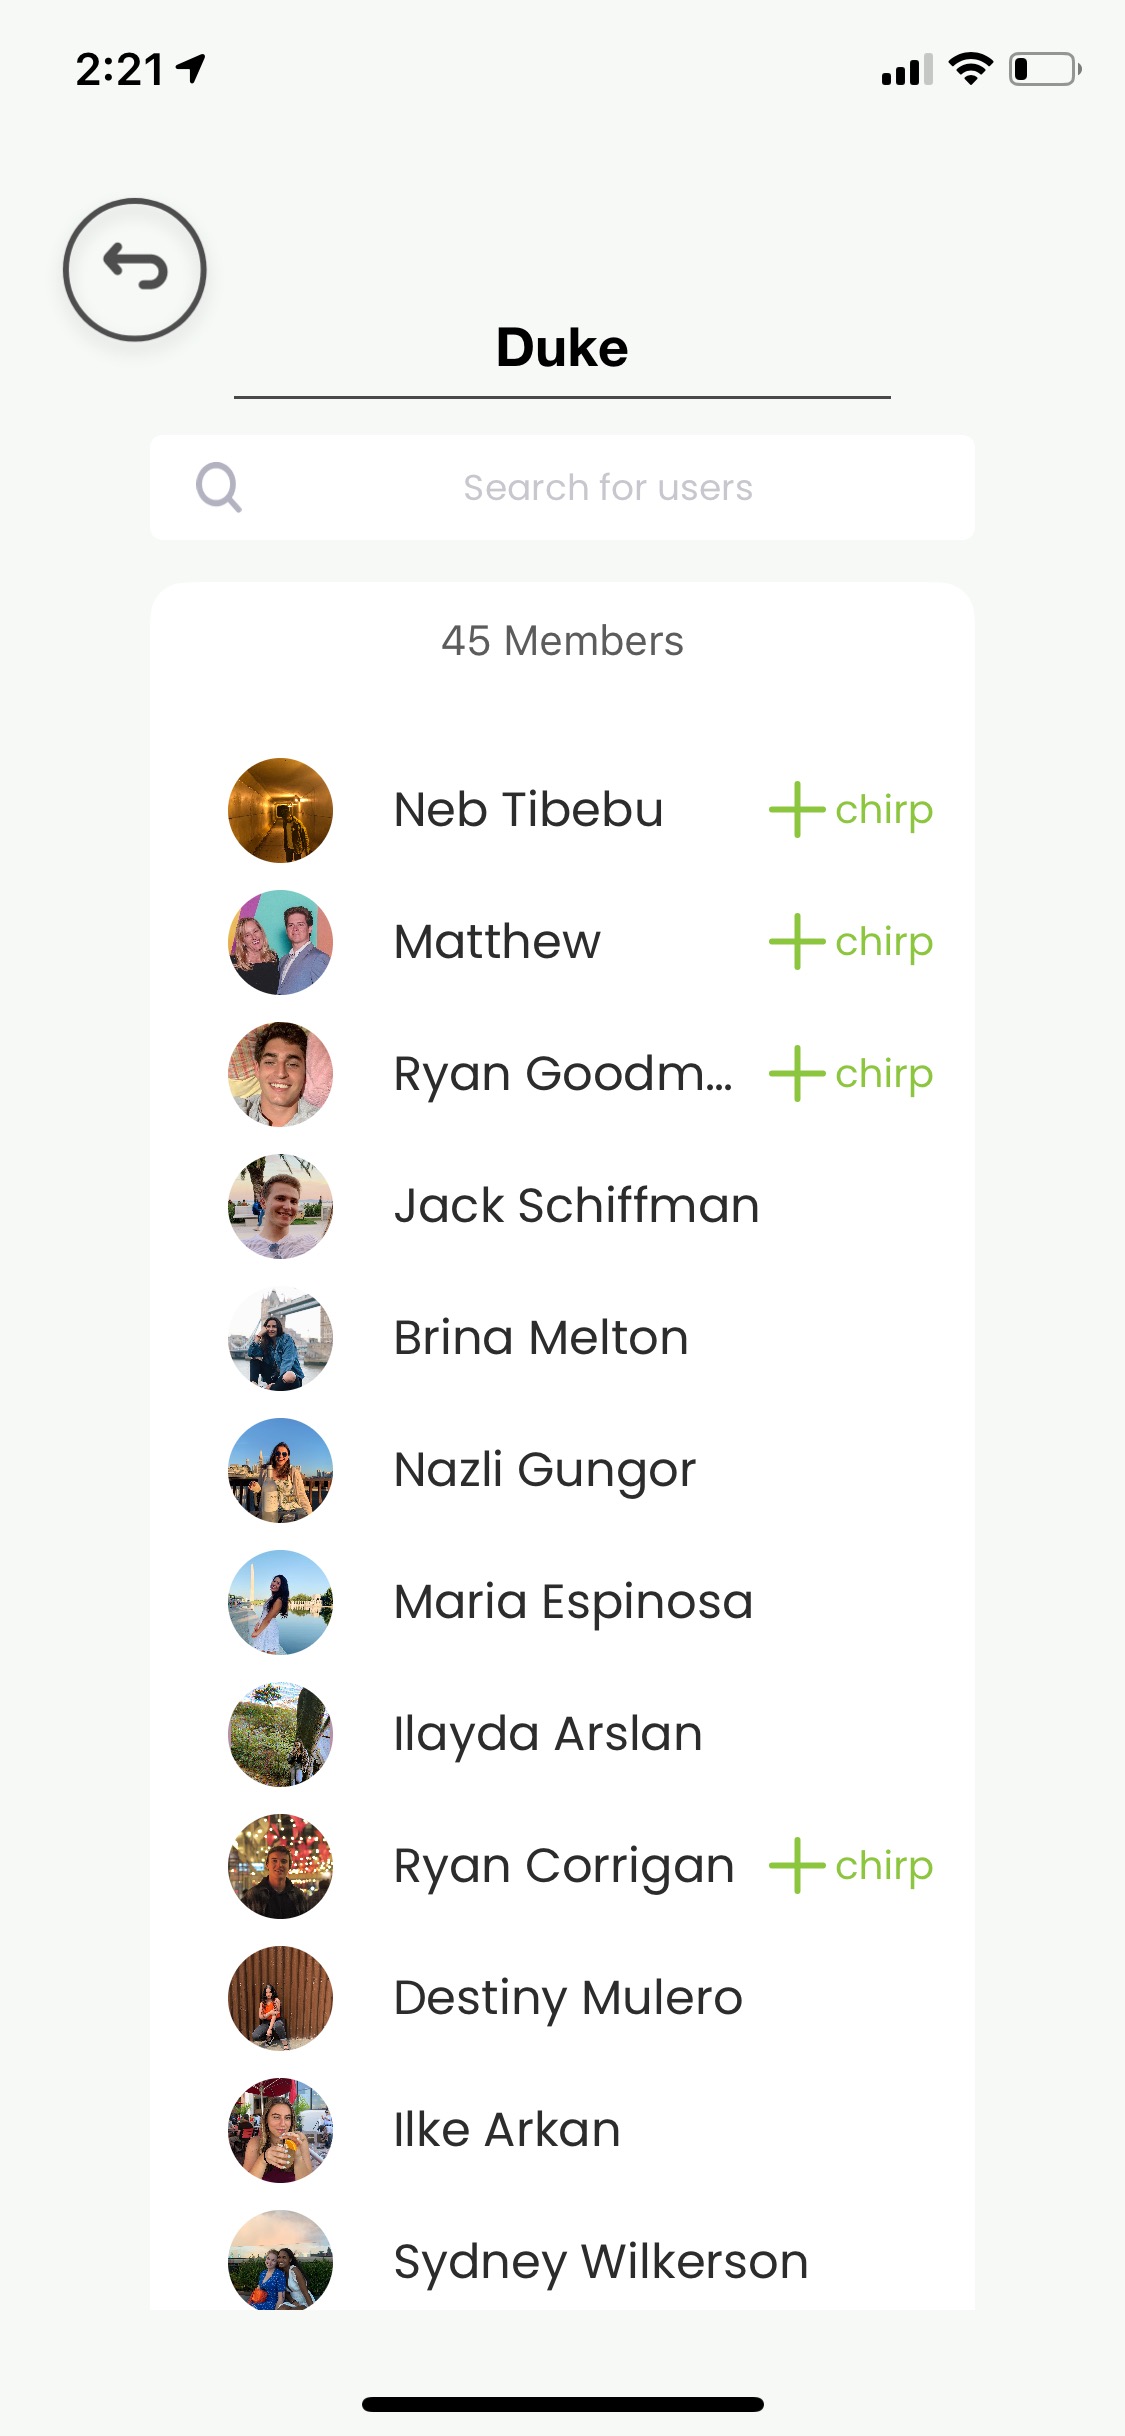 2:21
Duke
Search for users
45 Members
Neb Tibebu + chirp
Matthew + chirp
Ryan Goodm... + chirp
Jack Schiffman
Brina Melton
Nazli Gungor
Maria Espinosa
Ilayda Arslan
Ryan Corrigan + chirp
Destiny Mulero
Ilke Arkan
Sydney Wilkerson